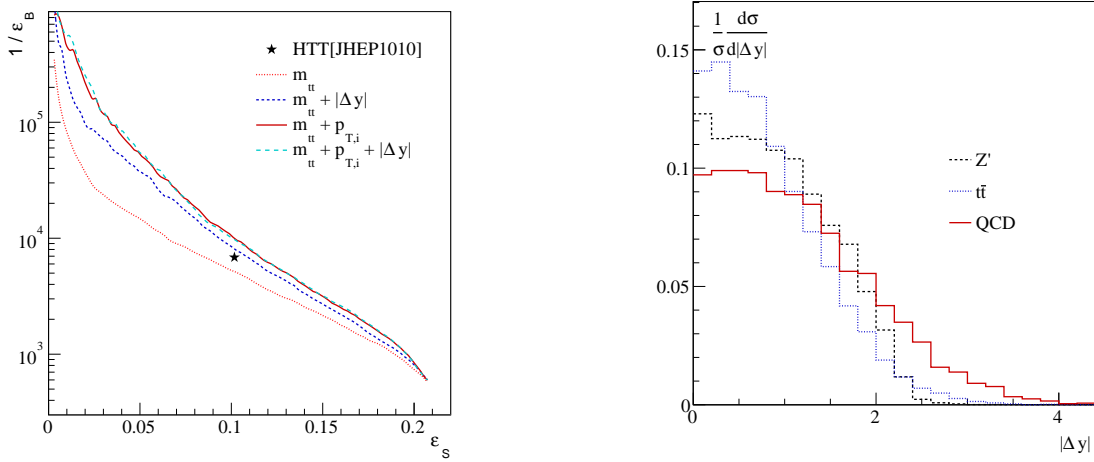 1 / ε_B
10^5
10^4
10^3
★ HTT[JHEP1010]
m_tt
m_tt + |Δ y|
m_tt + p_T,i
m_tt + p_T,i + |Δ y|
0 0.05 0.1 0.15 0.2
ε_S
1/σ dσ/d|Δ y|
0.15
0.1
0.05
0
Z'
tt̄
QCD
0 2 4
|Δ y|